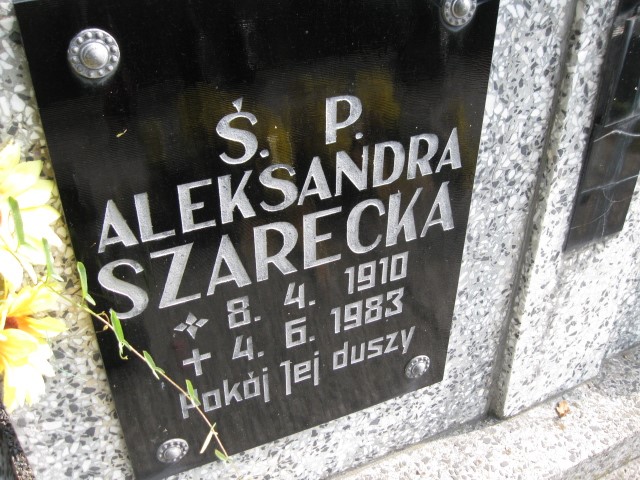 Ś. P.
ALEKSANDRA
SZARECKA
8. 4. 1910
+ 4. 6. 1983
Pokój Jej duszy